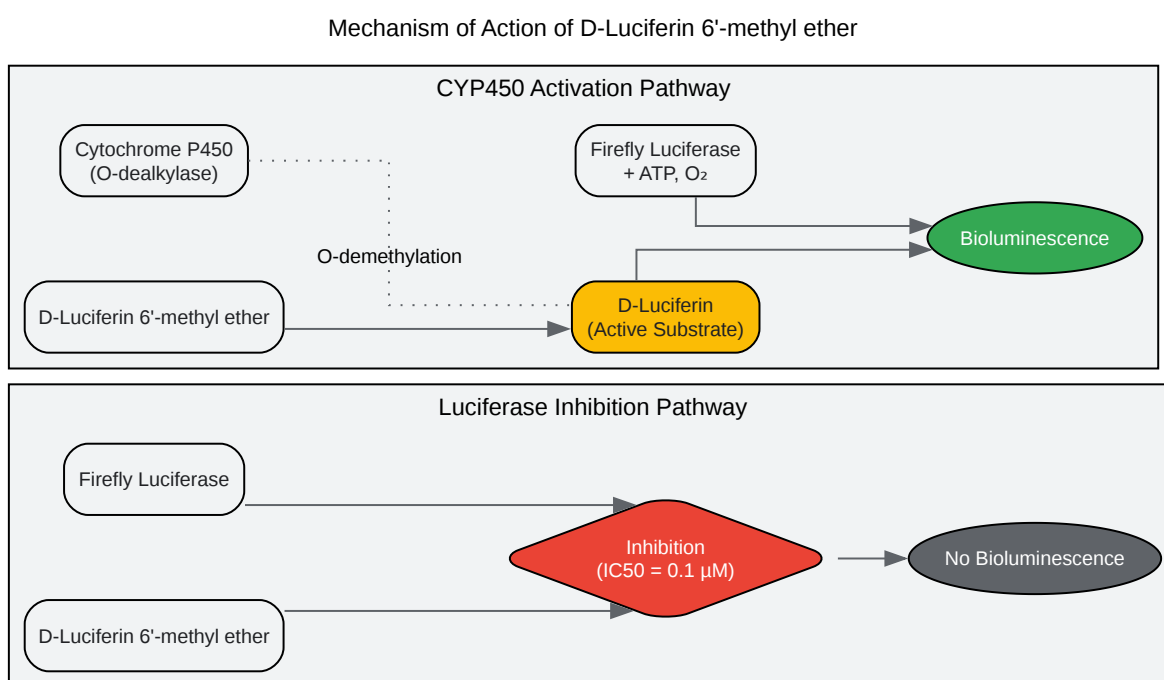 Mechanism of Action of D-Luciferin 6'-methyl ether
CYP450 Activation Pathway
Cytochrome P450
(O-dealkylase)
Firefly Luciferase
+ ATP, O₂
Bioluminescence
O-demethylation
D-Luciferin 6'-methyl ether
D-Luciferin
(Active Substrate)
Luciferase Inhibition Pathway
Firefly Luciferase
Inhibition
(IC50 = 0.1 µM)
No Bioluminescence
D-Luciferin 6'-methyl ether